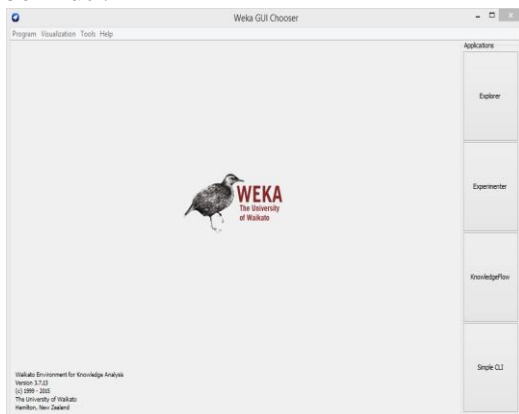 Weka GUI Chooser
Program Visualization Tools Help
Applications
Explorer
Experimenter
KnowledgeFlow
Simple CLI
WEKA
The University
of Waikato
Waikato Environment for Knowledge Analysis
Version 3.7.13
(c) 1999 - 2015
The University of Waikato
Hamilton, New Zealand